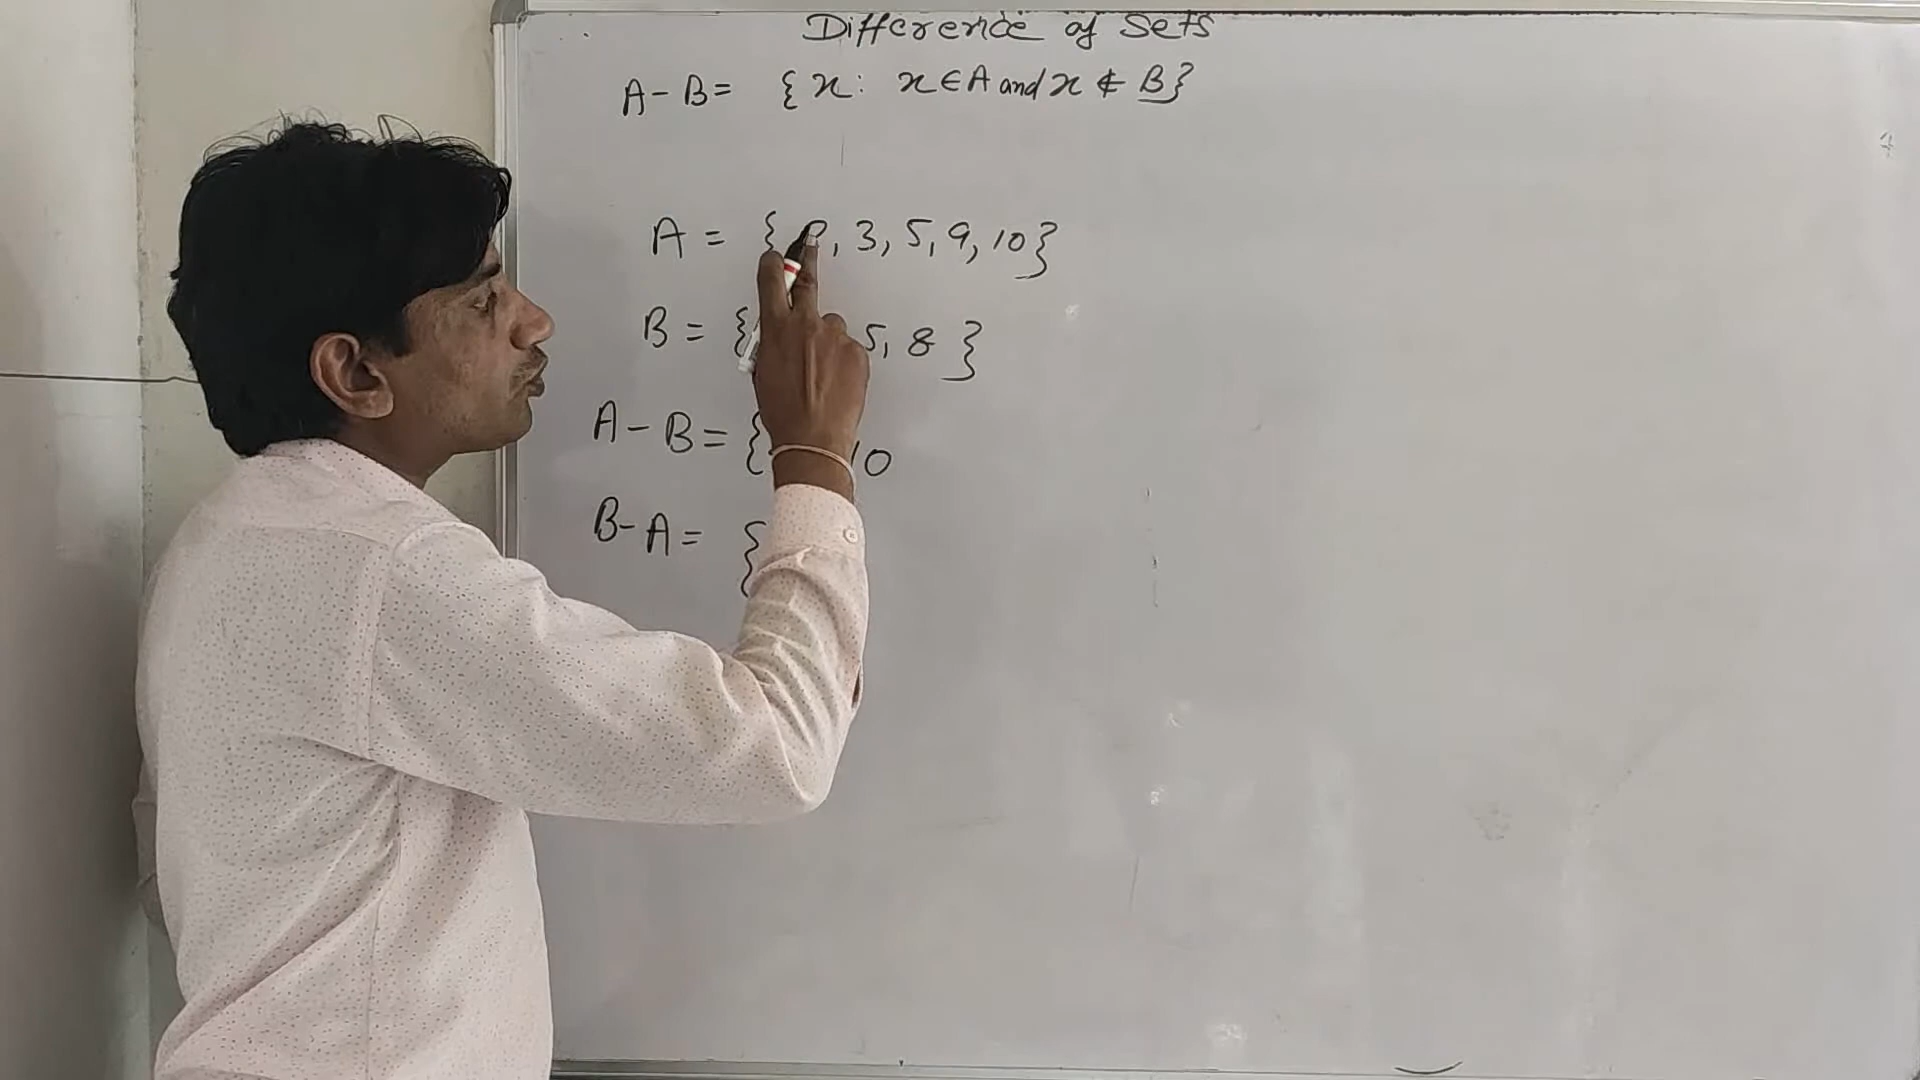 Difference of Sets
A - B = { x : x ∈ A and x ∉ B }
A = { , 3, 5, 9, 10 }
B = { 5, 8 }
A - B = { 10
B - A = {